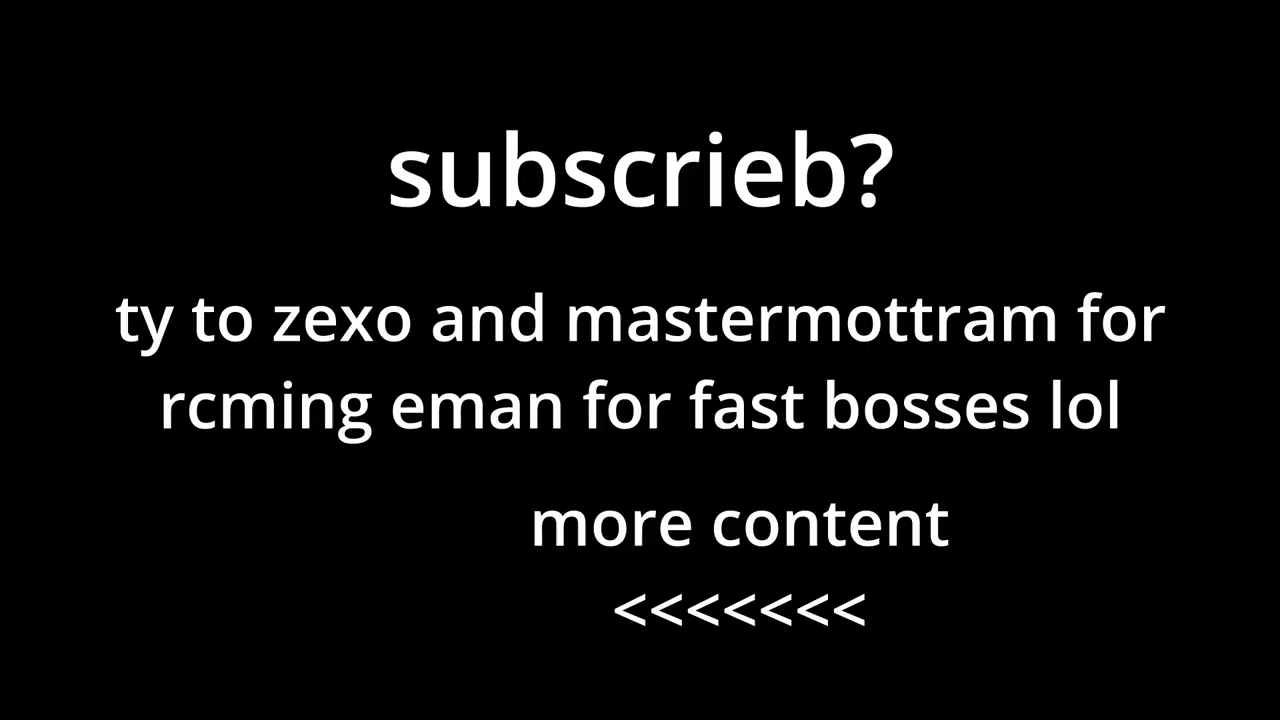 subscrieb?
ty to zexo and mastermottram for
rcming eman for fast bosses lol
more content
<<<<<<<